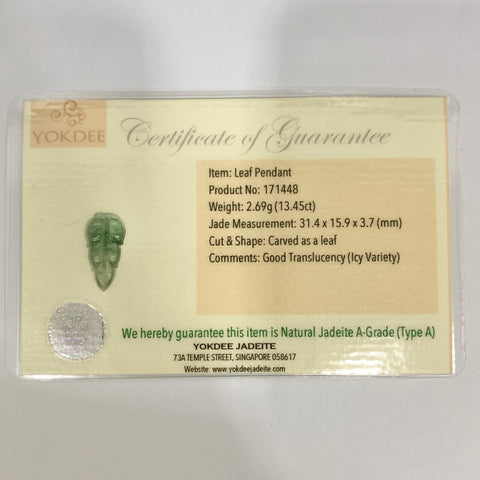 YOKDEE
Certificate of Guarantee
Item: Leaf Pendant
Product No: 171448
Weight: 2.69g (13.45ct)
Jade Measurement: 31.4 x 15.9 x 3.7 (mm)
Cut & Shape: Carved as a leaf
Comments: Good Translucency (Icy Variety)
We hereby guarantee this item is Natural Jadeite A-Grade (Type A)
YOKDEE JADEITE
73A TEMPLE STREET, SINGAPORE 058617
Website: www.yokdeejadeite.com